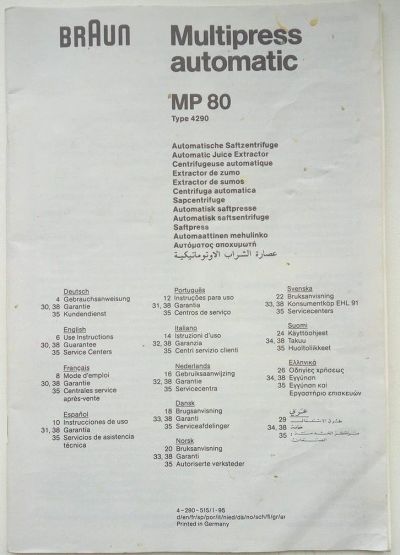 BRAUN
Multipress
automatic
MP 80
Type 4290
Automatische Saftzentrifuge
Automatic Juice Extractor
Centrifugeuse automatique
Extractor de zumo
Extractor de sumos
Centrifuga automatica
Sapcentrifuge
Automatisk saftpresse
Automatisk saftsentrifuge
Saftpress
Automaattinen mehulinko
Αυτόματος αποχυμωτή
عصارة الشراب الاوتوماتيكية
Deutsch
4 Gebrauchsanweisung
30, 38 Garantie
35 Kundendienst
English
6 Use Instructions
30, 38 Guarantee
35 Service Centers
Français
8 Mode d'emploi
30, 38 Garantie
35 Centrales service
après-vente
Español
10 Instrucciones de uso
31, 38 Garantia
35 Servicios de asistencia
técnica
Português
12 Instruções para uso
31, 38 Garantia
35 Centros de serviço
Italiano
14 Istruzioni d'uso
32, 38 Garanzia
35 Centri servizio clienti
Nederlands
16 Gebruiksaanwijzing
32, 38 Garantie
35 Servicecentra
Dansk
18 Brugsanvisning
33, 38 Garanti
35 Serviceafdelinger
Norsk
20 Bruksanvisning
33, 38 Garanti
35 Autoriserte verksteder
Svenska
22 Bruksanvisning
33, 38 Konsumentköp EHL 91
35 Servicecenters
Suomi
24 Käyttöohjeet
34, 38 Takuu
35 Huoltoliikkeet
Ελληνικά
26 Οδηγίες χρήσεως
34, 38 Εγγύηση
35 Εγγύηση και
Εργαστήριο επισκευών
عربي
29
34, 38
35
4-290-515/I-96
d/en/fr/sp/por/it/nied/da/no/sch/fi/gr/ar
Printed in Germany